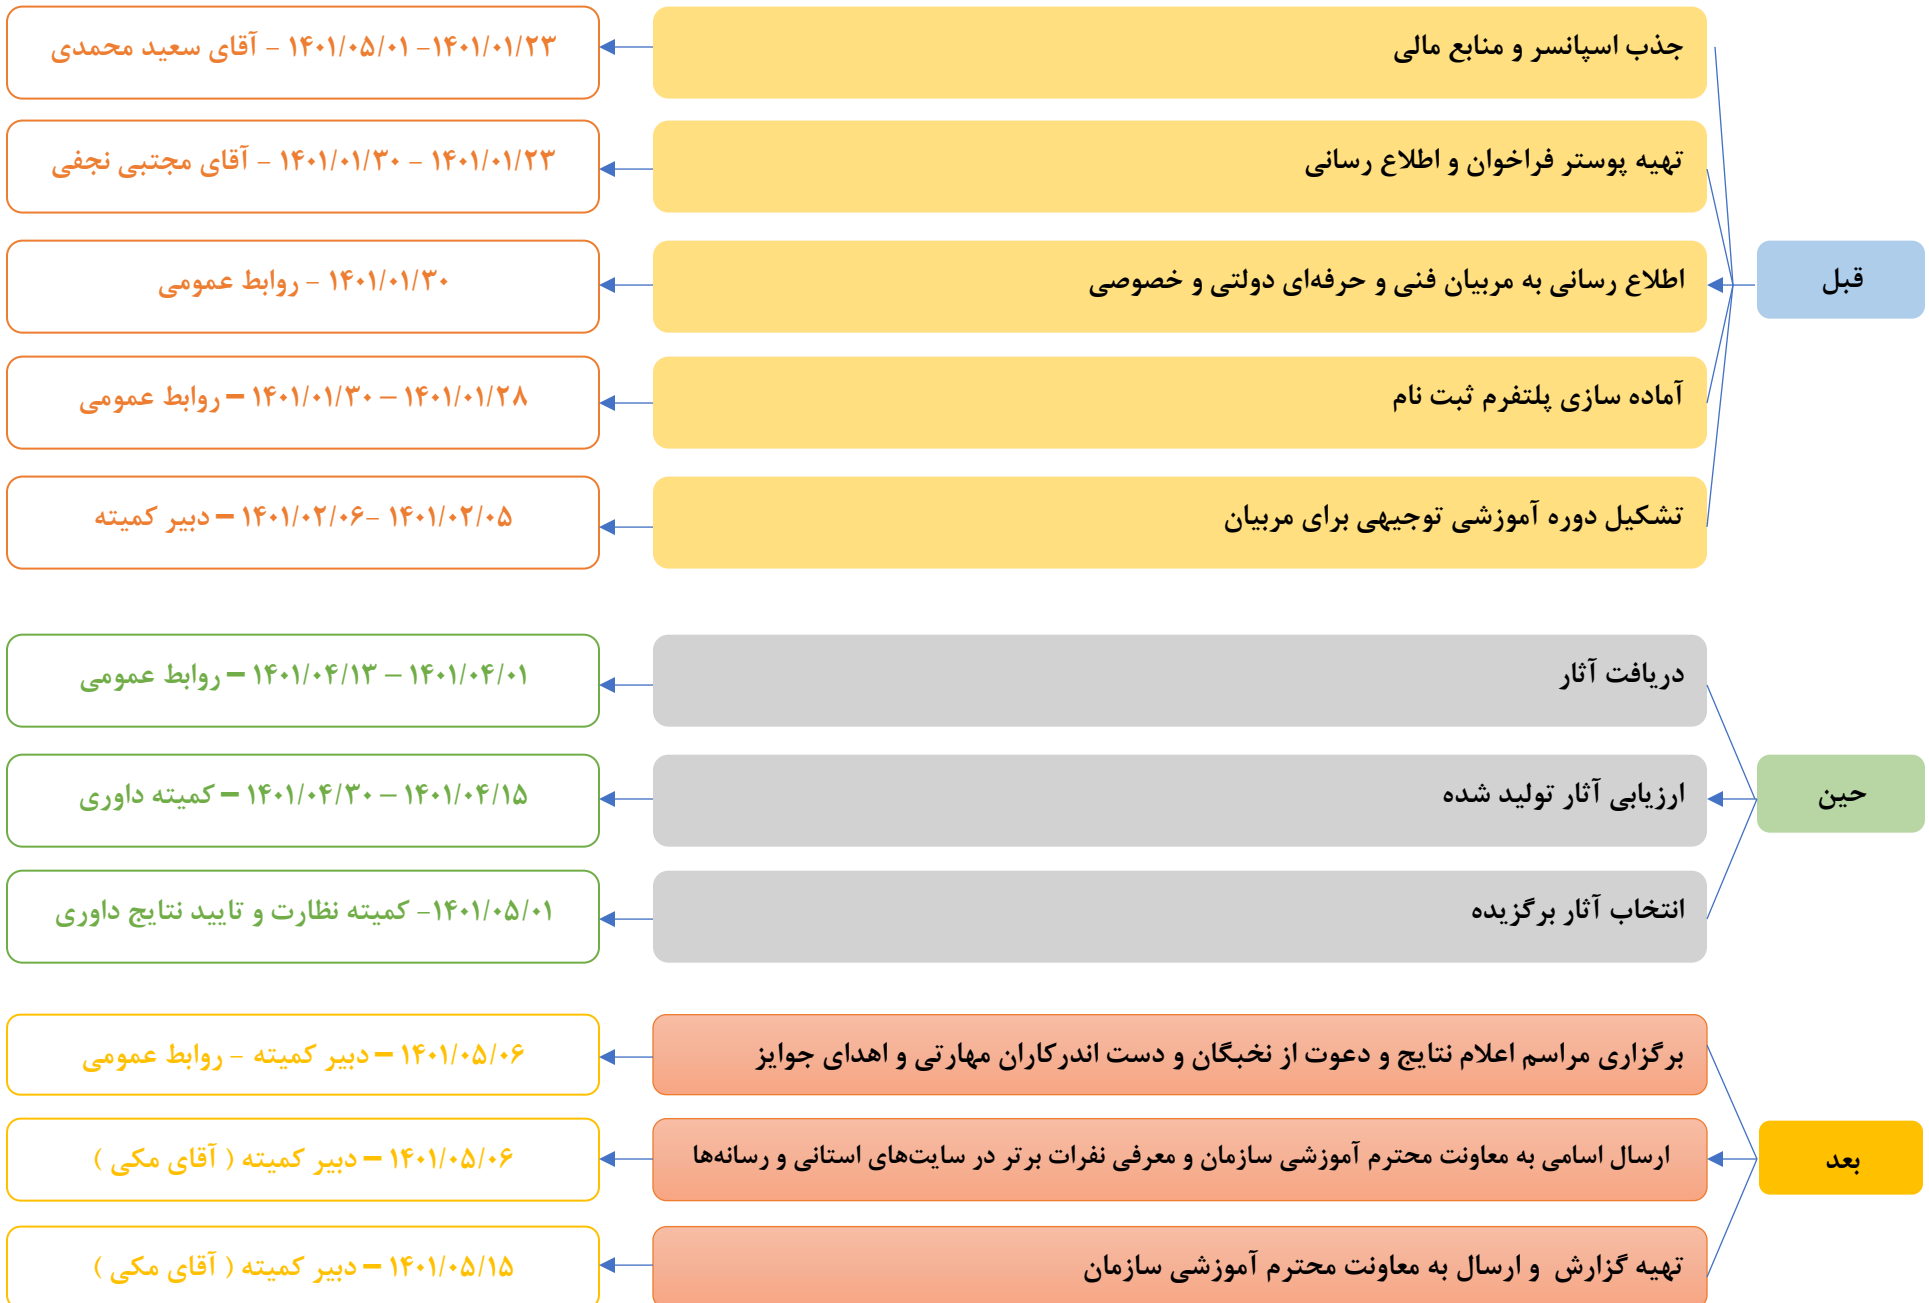 قبل
جذب اسپانسر و منابع مالی
۱۴۰۱/۰۱/۲۳– ۱۴۰۱/۰۵/۰۱ – آقای سعید محمدی
تهیه پوستر فراخوان و اطلاع رسانی
۱۴۰۱/۰۱/۲۳ – ۱۴۰۱/۰۱/۳۰ – آقای مجتبی نجفی
اطلاع رسانی به مربیان فنی و حرفه‌ای دولتی و خصوصی
۱۴۰۱/۰۱/۳۰ – روابط عمومی
آماده سازی پلتفرم ثبت نام
۱۴۰۱/۰۱/۲۸ – ۱۴۰۱/۰۱/۳۰ – روابط عمومی
تشکیل دوره آموزشی توجیهی برای مربیان
۱۴۰۱/۰۲/۰۵ –۱۴۰۱/۰۲/۰۶ – دبیر کمیته
حین
دریافت آثار
۱۴۰۱/۰۴/۰۱ – ۱۴۰۱/۰۴/۱۳ – روابط عمومی
ارزیابی آثار تولید شده
۱۴۰۱/۰۴/۱۵ – ۱۴۰۱/۰۴/۳۰ – کمیته داوری
انتخاب آثار برگزیده
۱۴۰۱/۰۵/۰۱– کمیته نظارت و تایید نتایج داوری
بعد
برگزاری مراسم اعلام نتایج و دعوت از نخبگان و دست اندرکاران مهارتی و اهدای جوایز
۱۴۰۱/۰۵/۰۶ – دبیر کمیته – روابط عمومی
ارسال اسامی به معاونت محترم آموزشی سازمان و معرفی نفرات برتر در سایت‌های استانی و رسانه‌ها
۱۴۰۱/۰۵/۰۶ – دبیر کمیته ( آقای مکی )
تهیه گزارش و ارسال به معاونت محترم آموزشی سازمان
۱۴۰۱/۰۵/۱۵ – دبیر کمیته ( آقای مکی )